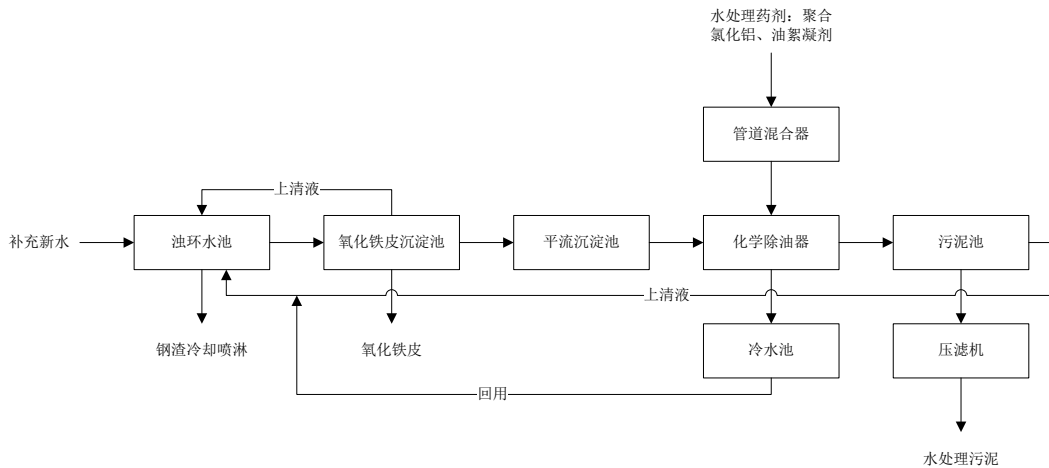 水处理药剂：聚合
氯化铝、油絮凝剂
管道混合器
上清液
补充新水
浊环水池
氧化铁皮沉淀池
平流沉淀池
化学除油器
污泥池
上清液
钢渣冷却喷淋
氧化铁皮
冷水池
压滤机
回用
水处理污泥